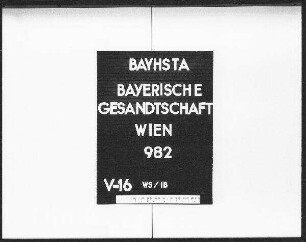 BAYHSTA
BAYERISCHE
GESANDTSCHAFT
WIEN
982
V-16 WS/IB